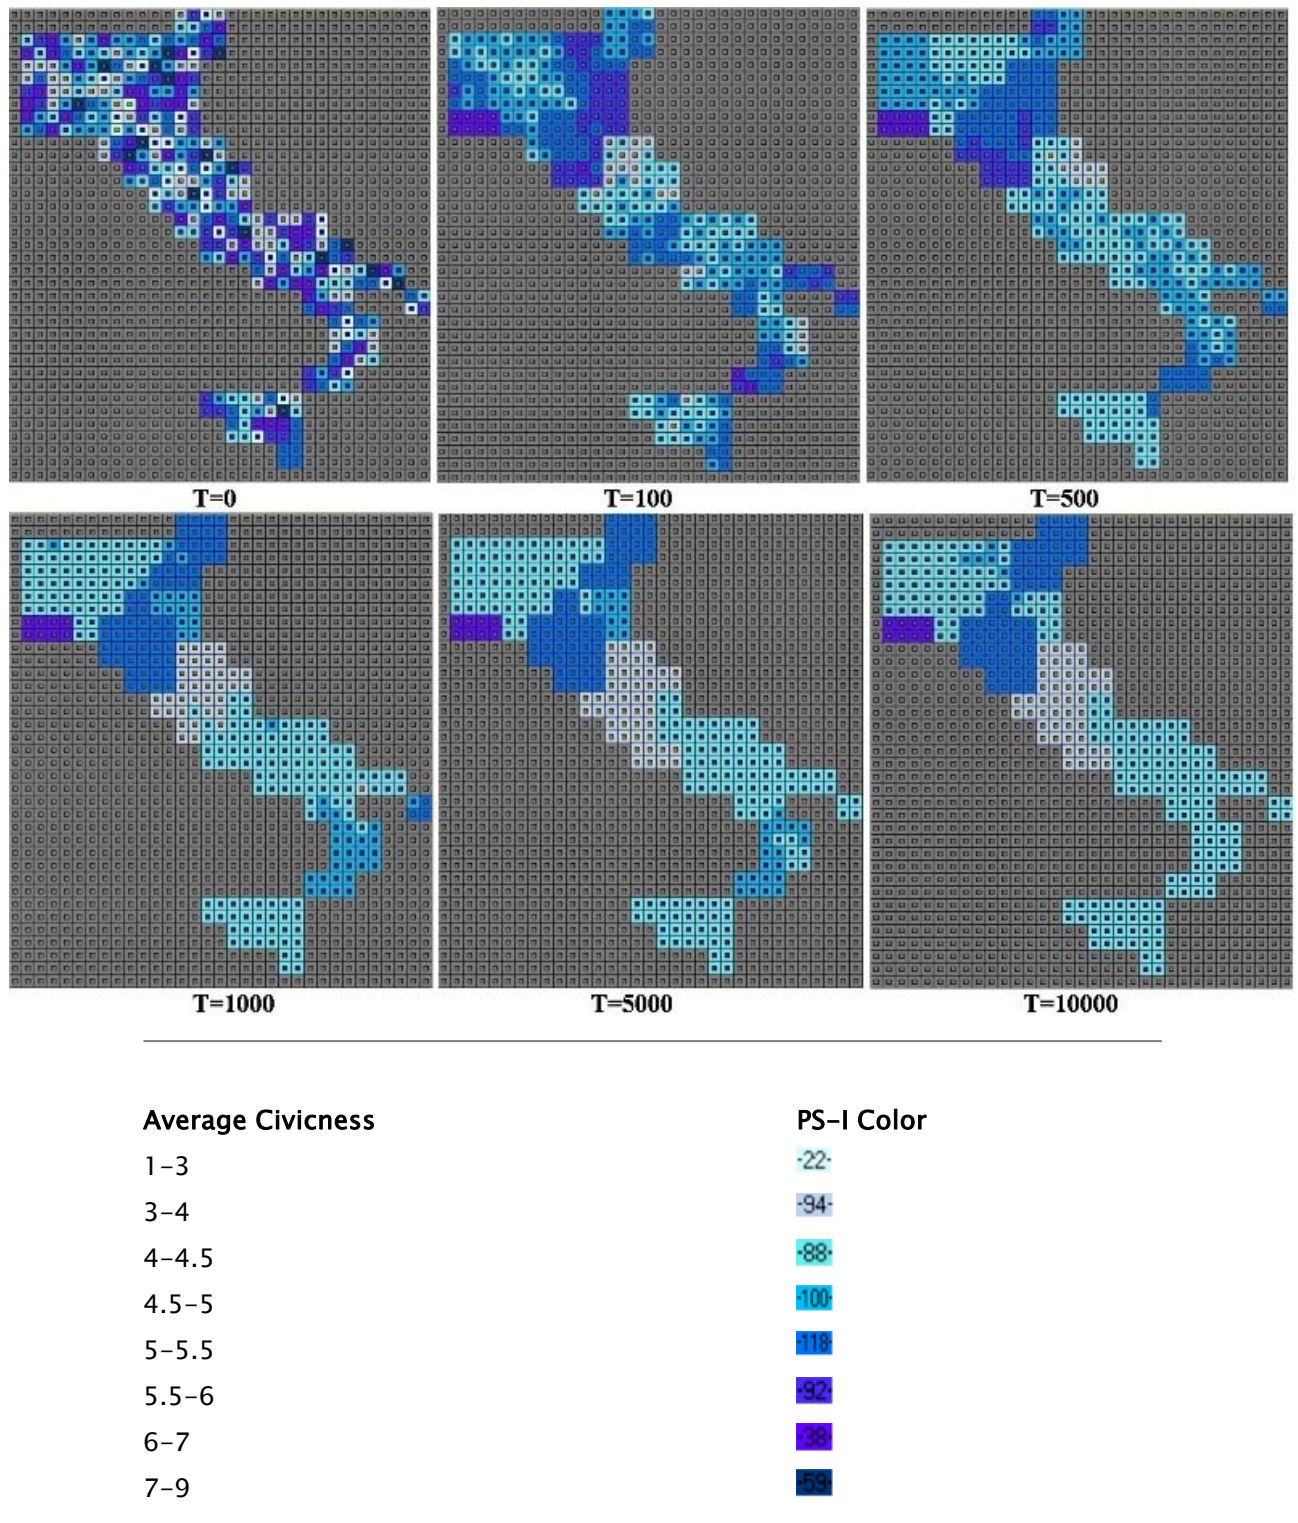 T=0 T=100 T=500
T=1000 T=5000 T=10000
Average Civicness PS-I Color
1-3 -22-
3-4 -94-
4-4.5 -88-
4.5-5 -100-
5-5.5 -118-
5.5-6 -92-
6-7 -38-
7-9 -59-